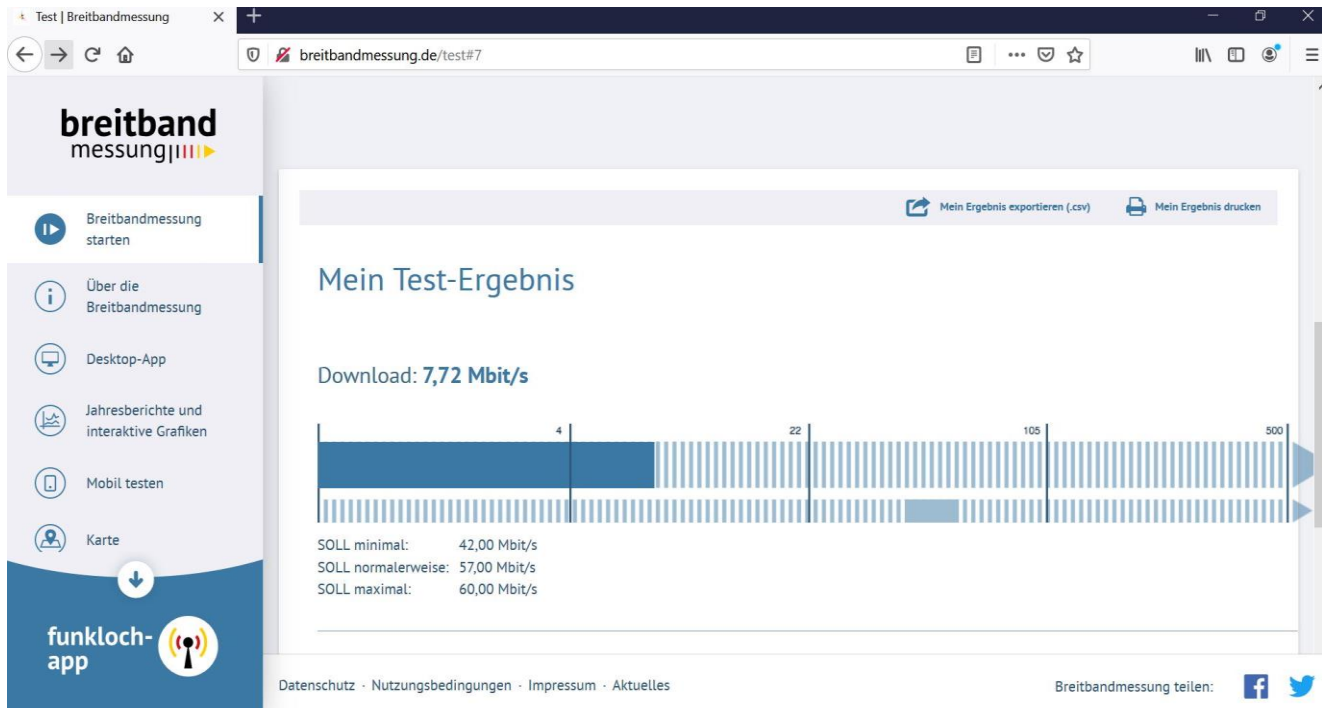 Test | Breitbandmessung
breitbandmessung.de/test#7
breitband
messung
Breitbandmessung
starten
Über die
Breitbandmessung
Desktop-App
Jahresberichte und
interaktive Grafiken
Mobil testen
Karte
funkloch-
app
Mein Ergebnis exportieren (.csv) Mein Ergebnis drucken
Mein Test-Ergebnis
Download: 7,72 Mbit/s
4 22 105 500
SOLL minimal: 42,00 Mbit/s
SOLL normalerweise: 57,00 Mbit/s
SOLL maximal: 60,00 Mbit/s
Datenschutz · Nutzungsbedingungen · Impressum · Aktuelles
Breitbandmessung teilen: